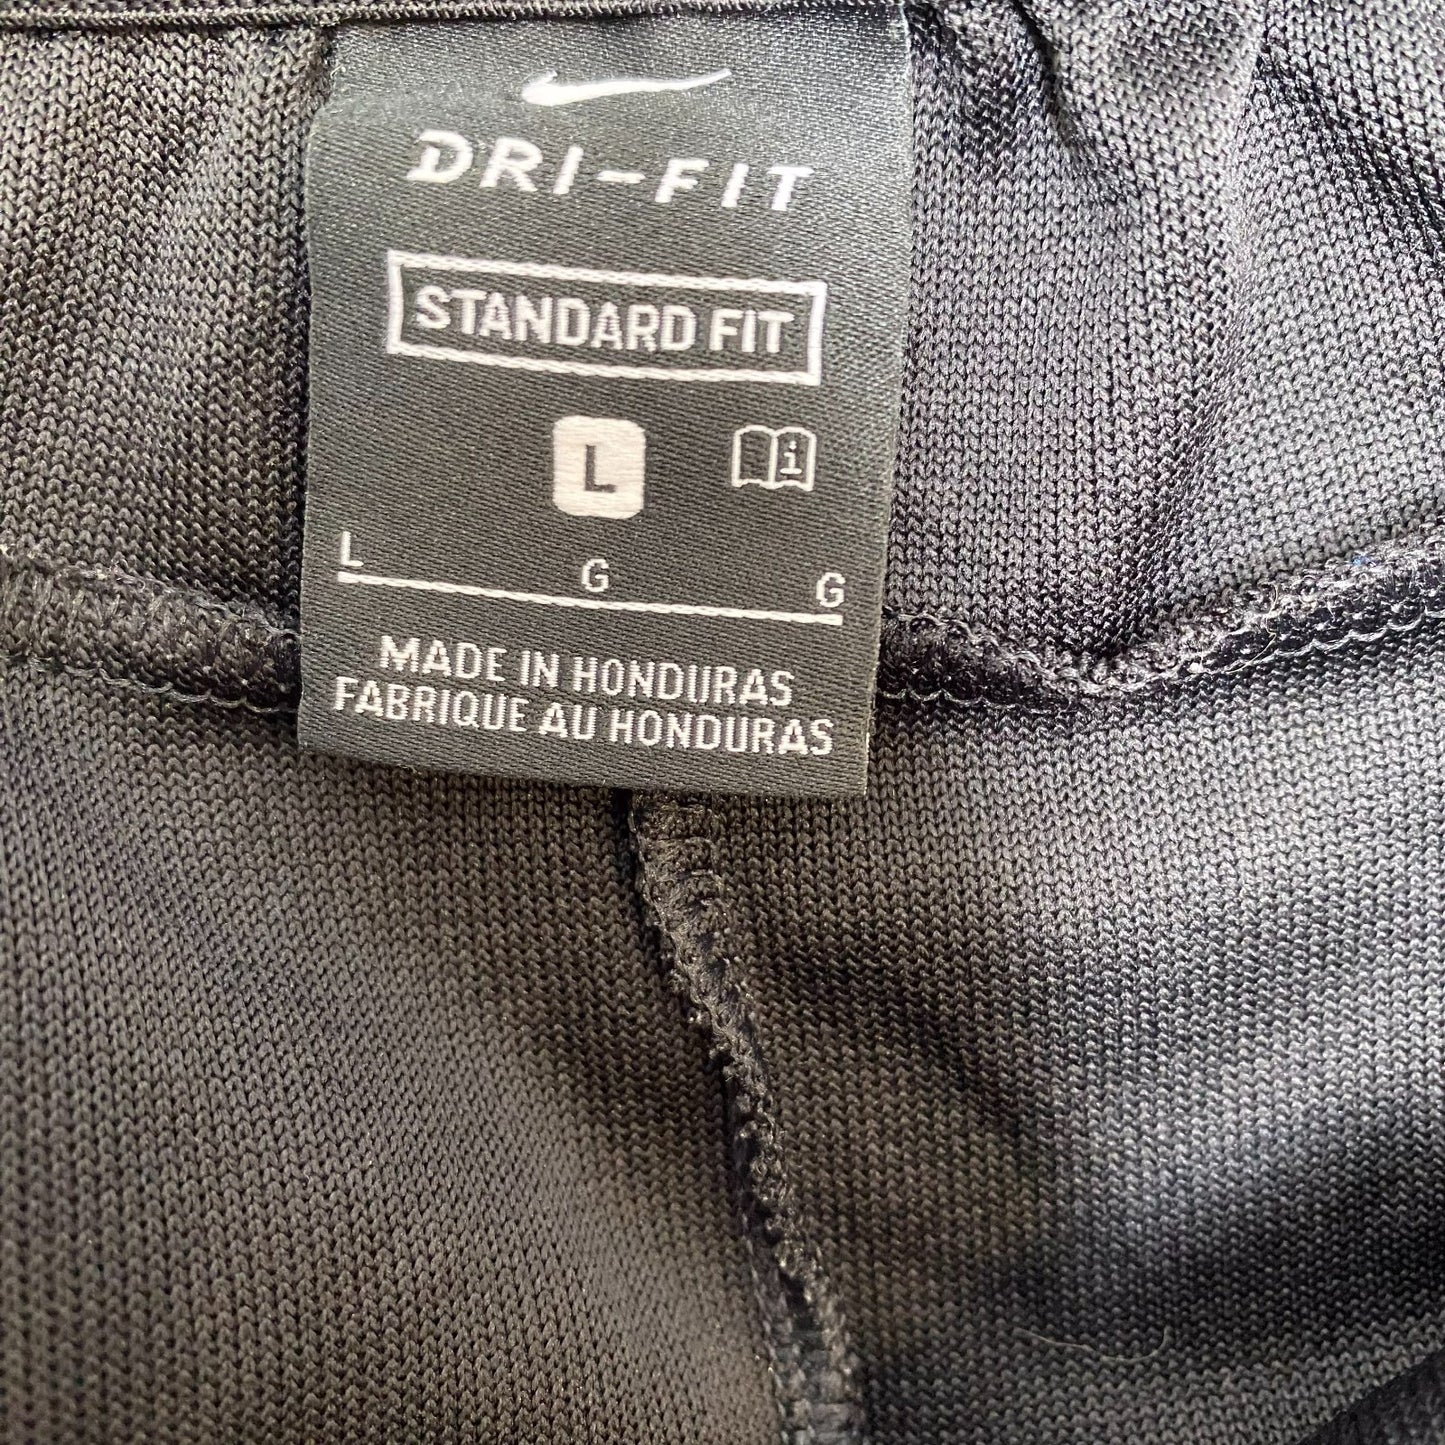 DRI-FIT
STANDARD FIT
L i
L G G
MADE IN HONDURAS
FABRIQUE AU HONDURAS